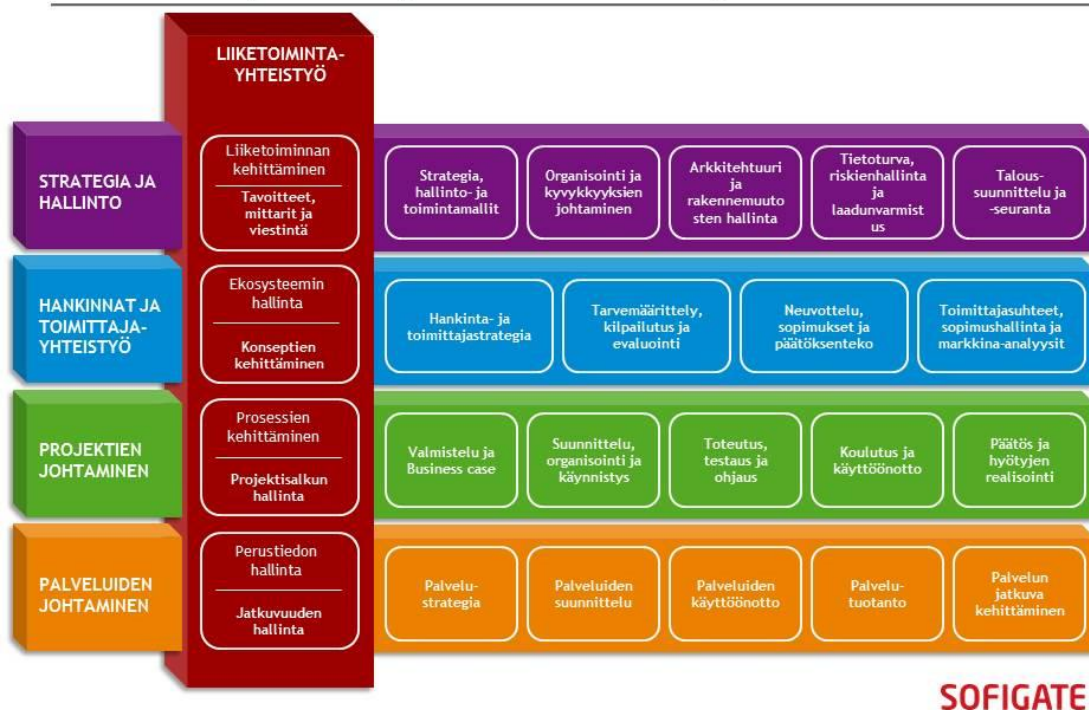 LIIKETOIMINTA-
YHTEISTYÖ
STRATEGIA JA
HALLINTO
Liiketoiminnan
kehittäminen
Tavoitteet,
mittarit ja
viestintä
Strategia,
hallinto- ja
toimintamallit
Organisointi ja
kyvykkyyksien
johtaminen
Arkkitehtuuri
ja
rakennemuuto
sten hallinta
Tietoturva,
riskienhallinta
ja
laadunvarmist
us
Talous-
suunnittelu ja
-seuranta
HANKINNAT JA
TOIMITTAJA-
YHTEISTYÖ
Ekosysteemin
hallinta
Konseptien
kehittäminen
Hankinta- ja
toimittajastrategia
Tarvemäärittely,
kilpailutus ja
evaluointi
Neuvottelu,
sopimukset ja
päätöksenteko
Toimittajasuhteet,
sopimushallinta ja
markkina-analyysit
PROJEKTIEN
JOHTAMINEN
Prosessien
kehittäminen
Projektisalkun
hallinta
Valmistelu ja
Business case
Suunnittelu,
organisointi ja
käynnistys
Toteutus,
testaus ja
ohjaus
Koulutus ja
käyttöönotto
Päätös ja
hyötyjen
realisointi
PALVELUIDEN
JOHTAMINEN
Perustiedon
hallinta
Jatkuvuuden
hallinta
Palvelu-
strategia
Palveluiden
suunnittelu
Palveluiden
käyttöönotto
Palvelu-
tuotanto
Palvelun
jatkuva
kehittäminen
SOFIGATE